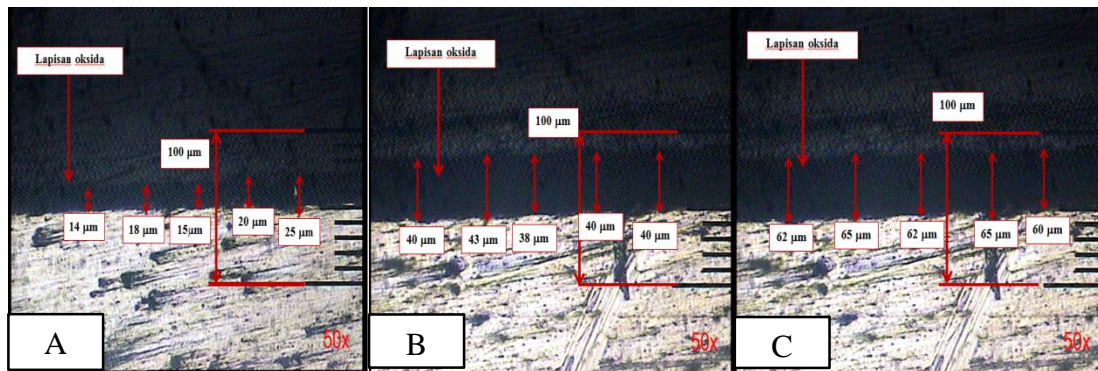 Lapisan oksida
100 µm
14 µm
18 µm
15µm
20 µm
25 µm
50x
A
Lapisan oksida
100 µm
40 µm
43 µm
38 µm
40 µm
40 µm
50x
B
Lapisan oksida
100 µm
62 µm
65 µm
62 µm
65 µm
60 µm
50x
C